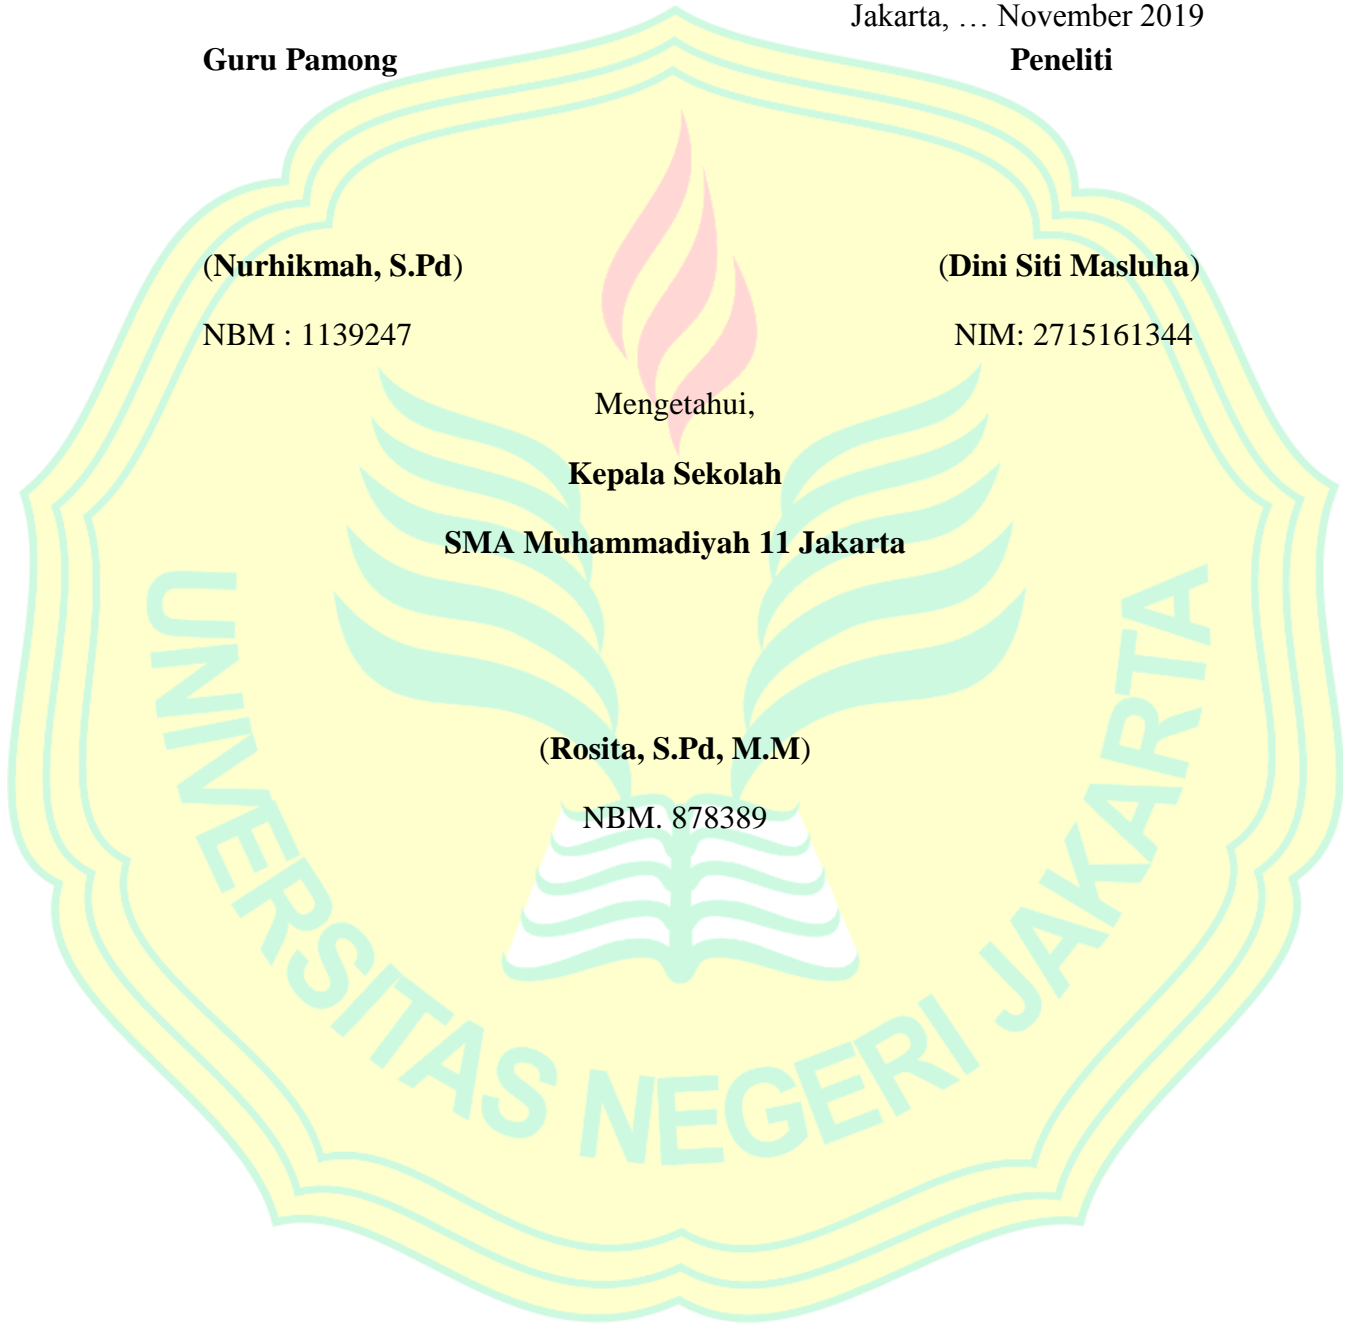 Jakarta, … November 2019
Guru Pamong
Peneliti
(Nurhikmah, S.Pd)
(Dini Siti Masluha)
NBM : 1139247
NIM: 2715161344
Mengetahui,
Kepala Sekolah
SMA Muhammadiyah 11 Jakarta
(Rosita, S.Pd, M.M)
NBM. 878389
UNIVERSITAS NEGERI JAKARTA